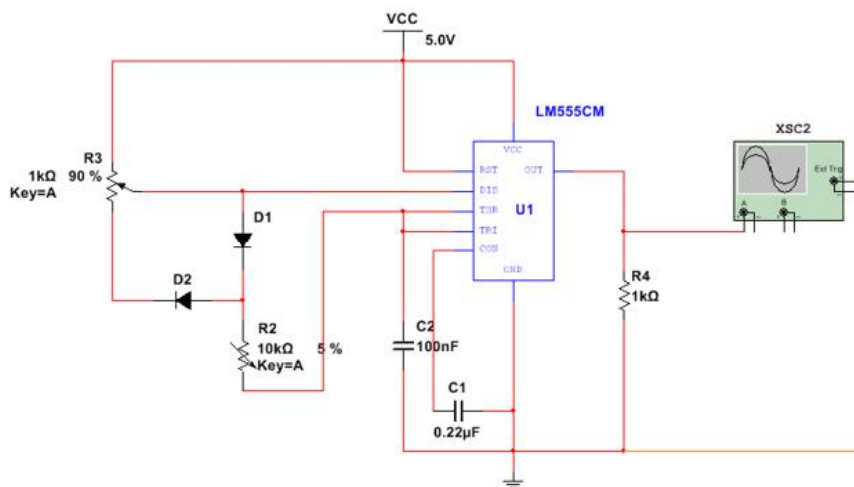 VCC
5.0V
LM555CM
XSC2
R3
1kΩ 90 %
Key=A
VCC
RST OUT
DIS
THR
U1
TRI
CON
GND
Ext Trig
A B
D1
D2
R4
1kΩ
R2
10kΩ 5 %
Key=A
C2
100nF
C1
0.22µF